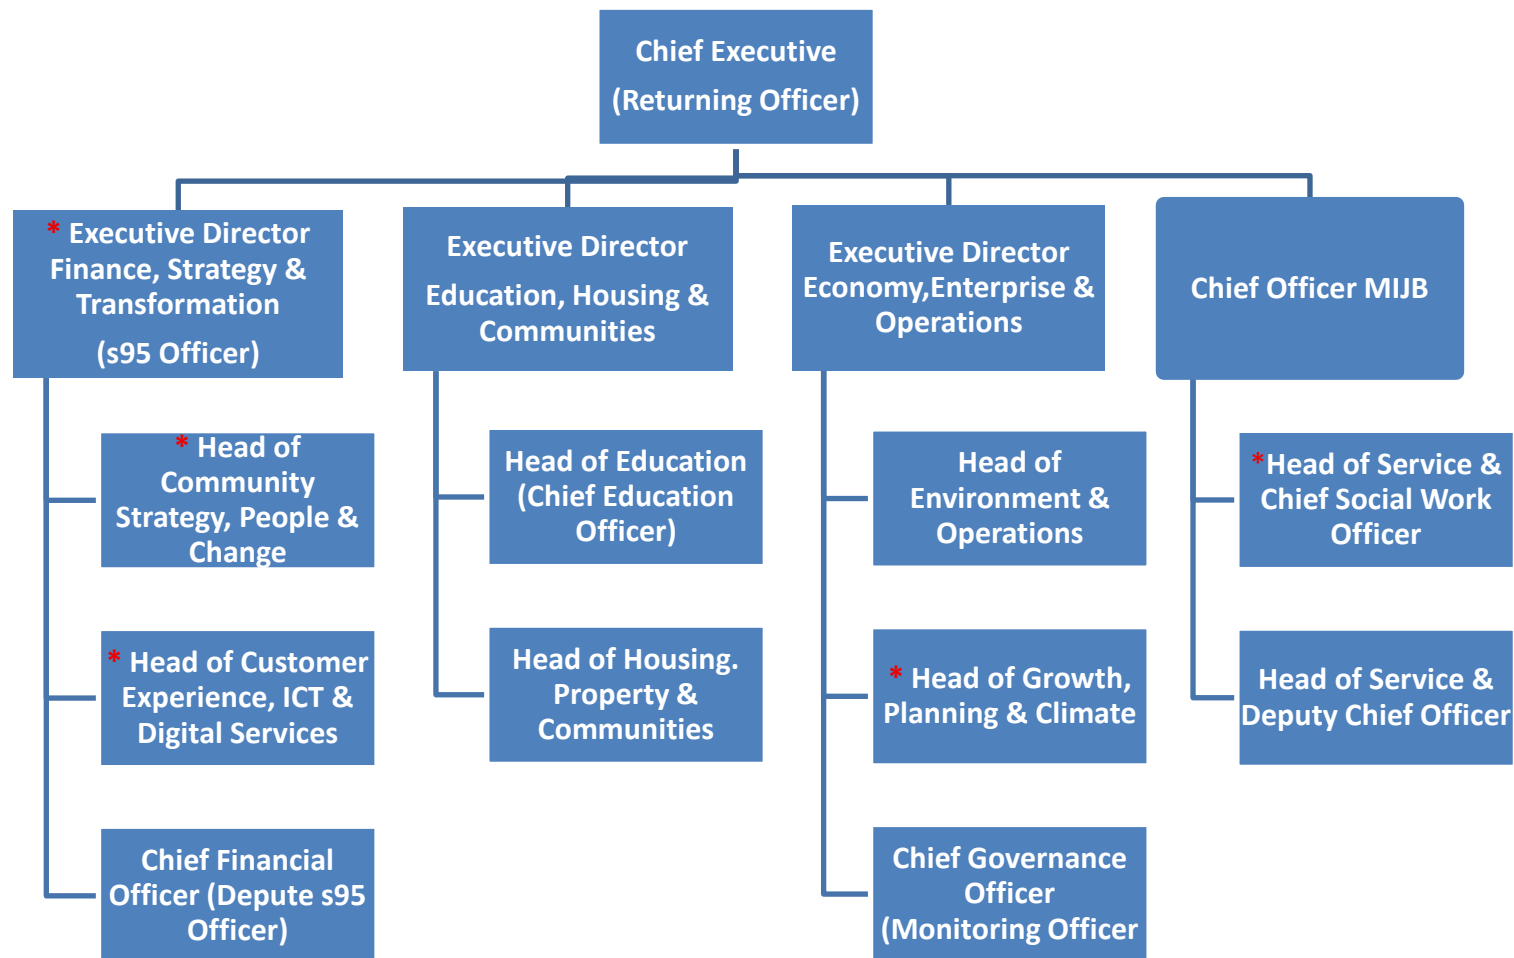 Chief Executive
(Returning Officer)
* Executive Director
Finance, Strategy &
Transformation
(s95 Officer)
Executive Director
Education, Housing &
Communities
Executive Director
Economy,Enterprise &
Operations
Chief Officer MIJB
* Head of
Community
Strategy, People &
Change
Head of Education
(Chief Education
Officer)
Head of
Environment &
Operations
*Head of Service &
Chief Social Work
Officer
* Head of Customer
Experience, ICT &
Digital Services
Head of Housing.
Property &
Communities
* Head of Growth,
Planning & Climate
Head of Service &
Deputy Chief Officer
Chief Financial
Officer (Depute s95
Officer)
Chief Governance
Officer
(Monitoring Officer